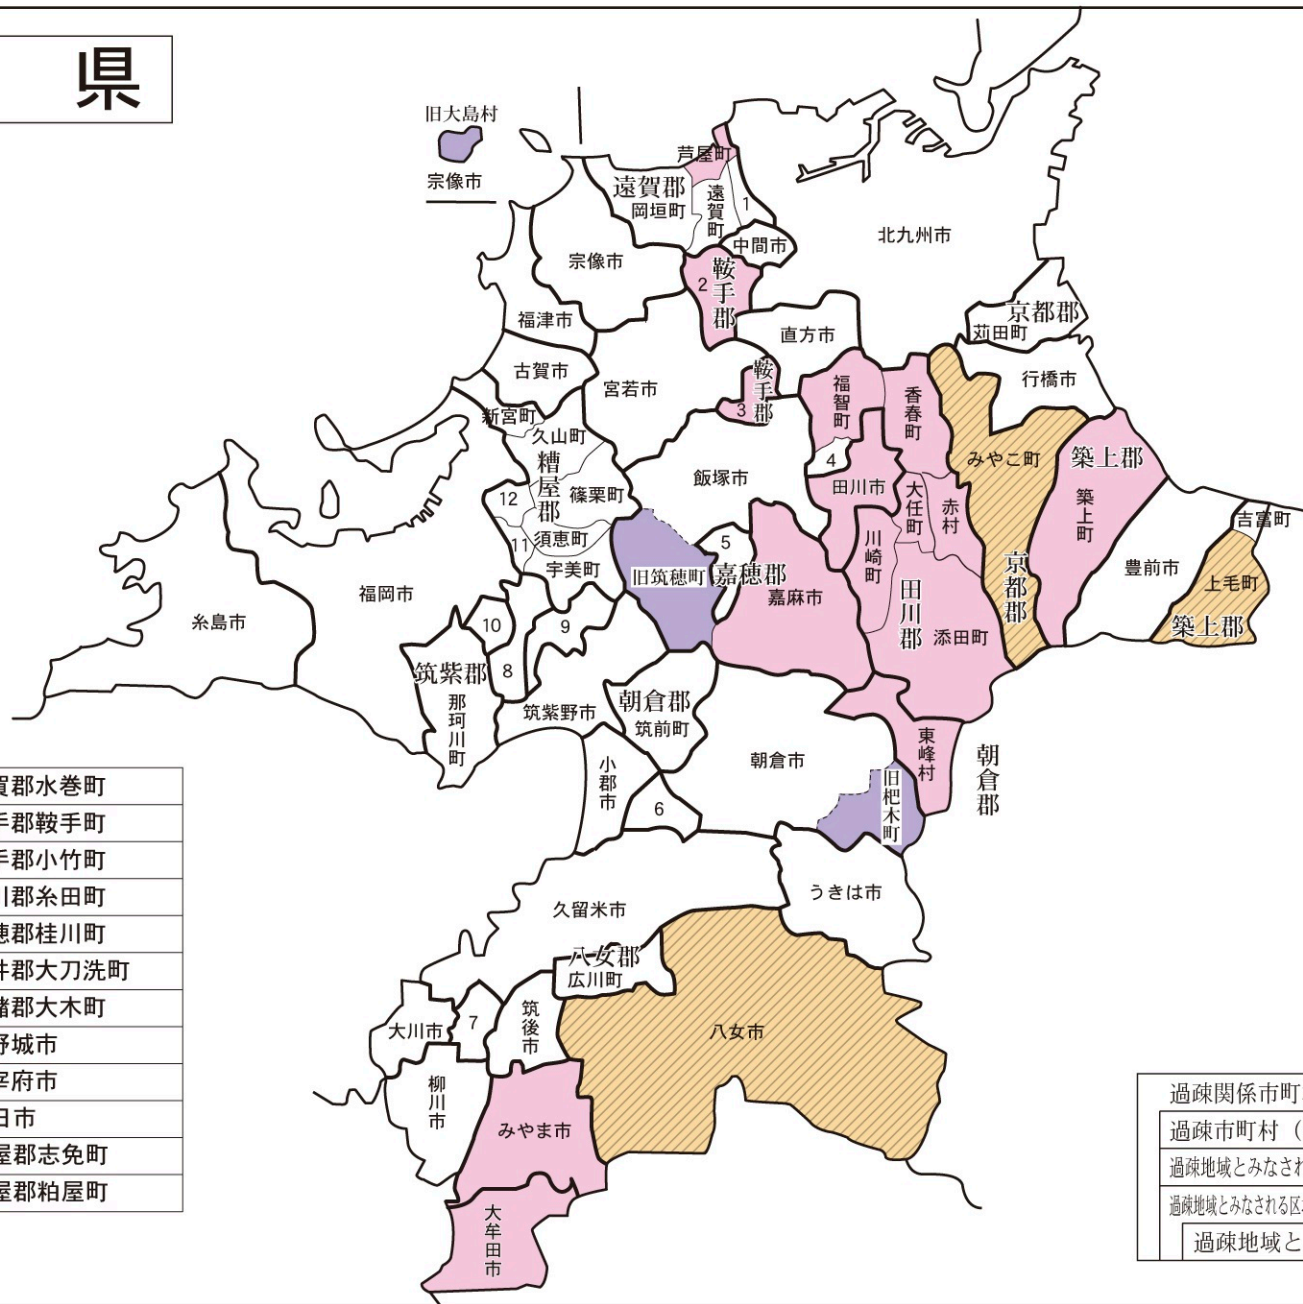 県
旧大島村
宗像市
芦屋町
遠賀郡
岡垣町
遠賀町
1
中間市
北九州市
宗像市
2
鞍手郡
京都郡
苅田町
福津市
直方市
行橋市
古賀市
宮若市
鞍手郡
3
福智町
香春町
新宮町
久山町
みやこ町
築上郡
糟屋郡
4
飯塚市
田川市
12
篠栗町
大任町
赤村
築上町
吉富町
11
須恵町
5
川崎町
宇美町
旧筑穂町
嘉穂郡
京都郡
豊前市
上毛町
福岡市
嘉麻市
糸島市
田川郡
築上郡
10
9
添田町
筑紫郡
8
那珂川町
朝倉郡
筑紫野市
筑前町
東峰村
朝倉市
朝倉郡
小郡市
旧杷木町
6
うきは市
久留米市
八女郡
広川町
大川市
7
筑後市
八女市
柳川市
みやま市
大牟田市
賀郡水巻町
手郡鞍手町
手郡小竹町
川郡糸田町
穂郡桂川町
井郡大刀洗町
潴郡大木町
野城市
宰府市
日市
屋郡志免町
屋郡粕屋町
過疎関係市町
過疎市町村（
過疎地域とみなされ
過疎地域とみなされる区
過疎地域と